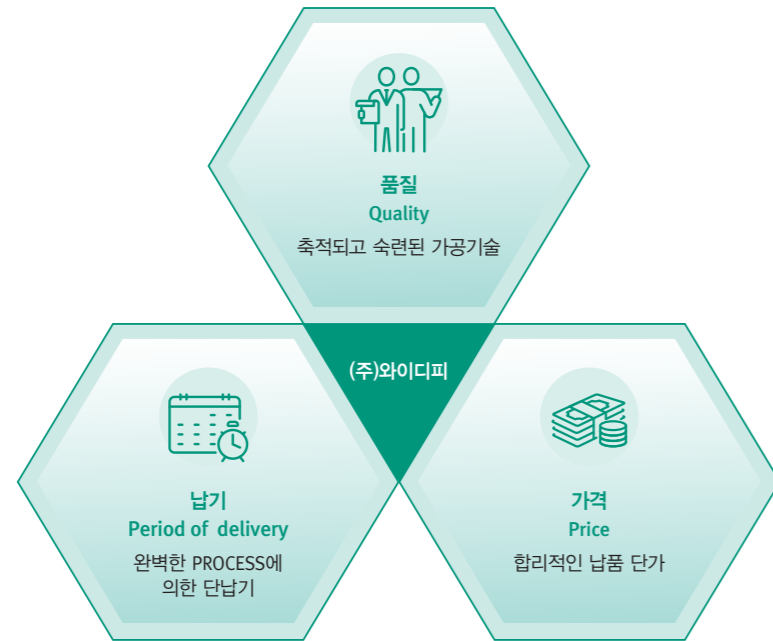 품질
Quality
축적되고 숙련된 가공기술
(주)와이디피
납기
Period of delivery
완벽한 PROCESS에
의한 단납기
가격
Price
합리적인 납품 단가